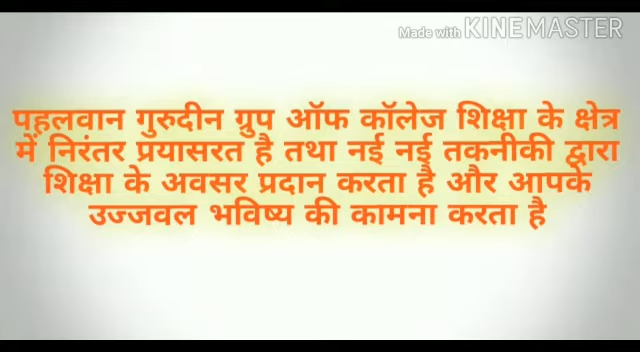 Made with KINEMASTER
पहलवान गुरुदीन ग्रुप ऑफ कॉलेज शिक्षा के क्षेत्र
में निरंतर प्रयासरत है तथा नई नई तकनीकी द्वारा
शिक्षा के अवसर प्रदान करता है और आपके
उज्जवल भविष्य की कामना करता है